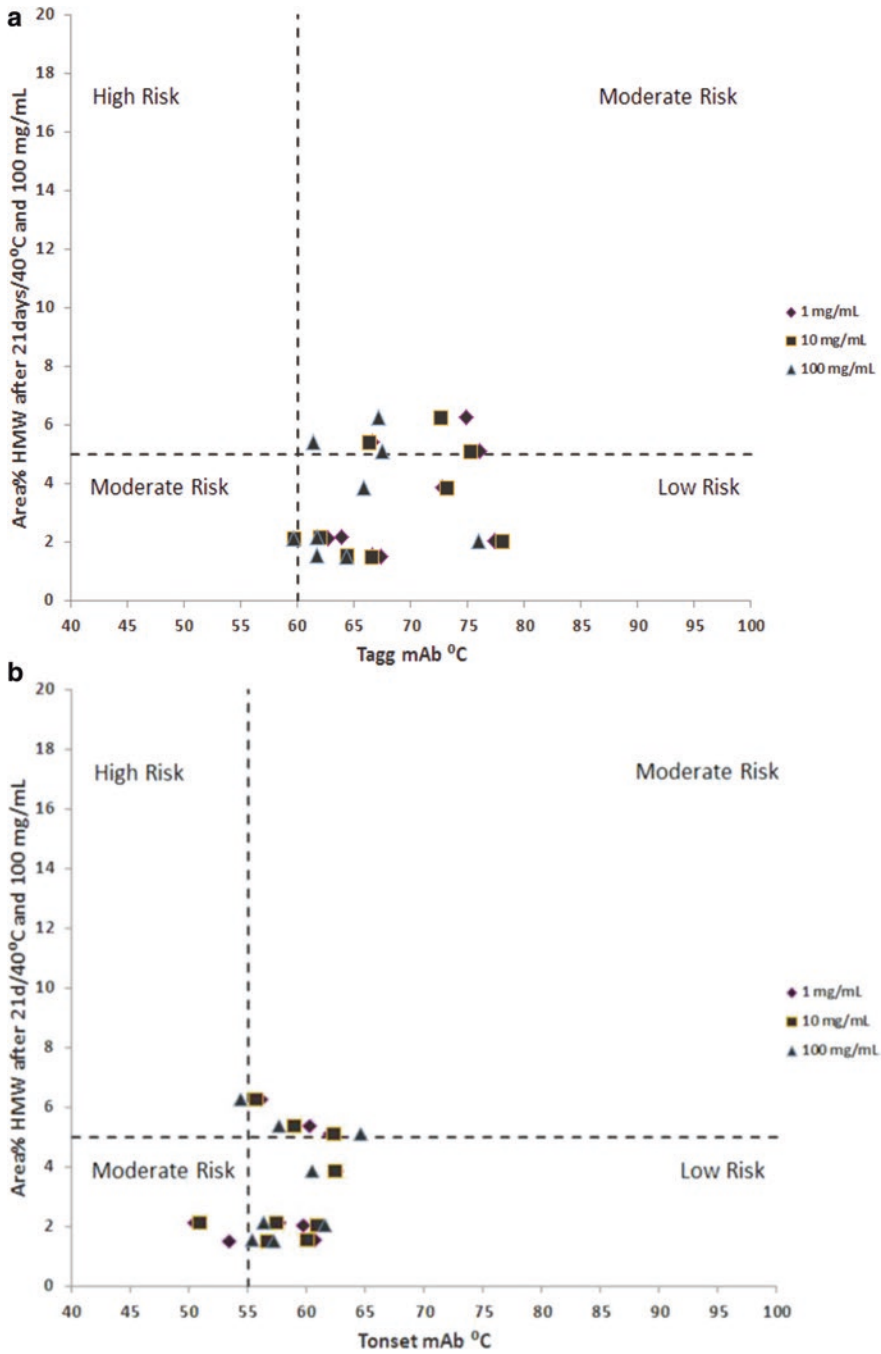 a
20
18
16
14
12
10
8
6
4
2
0
Area% HMW after 21days/40⁰C and 100 mg/mL
High Risk
Moderate Risk
Moderate Risk
Low Risk
1 mg/mL
10 mg/mL
100 mg/mL
40 45 50 55 60 65 70 75 80 85 90 95 100
Tagg mAb ⁰C
b
20
18
16
14
12
10
8
6
4
2
0
Area% HMW after 21d/40⁰C and 100 mg/mL
High Risk
Moderate Risk
Moderate Risk
Low Risk
1 mg/mL
10 mg/mL
100 mg/mL
40 45 50 55 60 65 70 75 80 85 90 95 100
Tonset mAb ⁰C